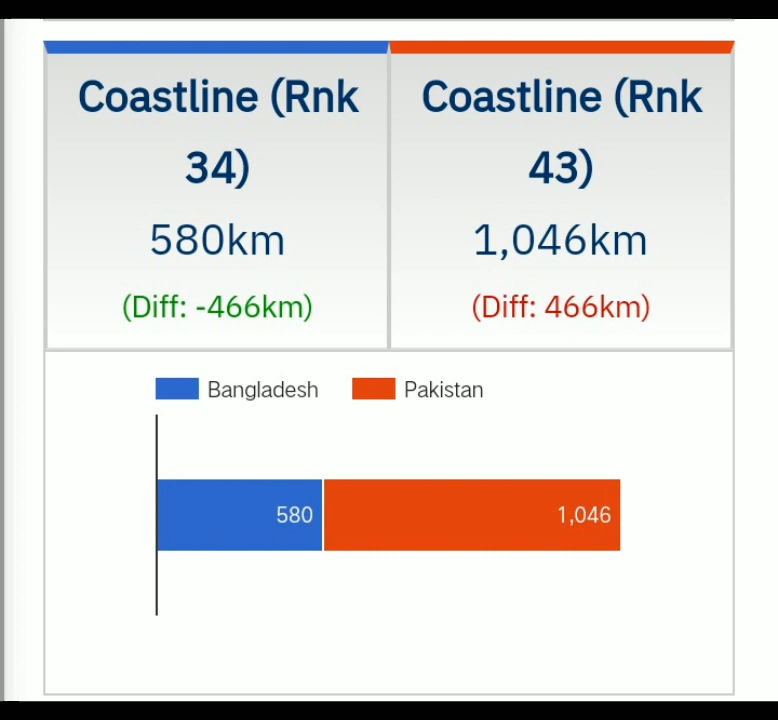 Coastline (Rnk
34)
580km
(Diff: -466km)
Coastline (Rnk
43)
1,046km
(Diff: 466km)
Bangladesh
Pakistan
580
1,046